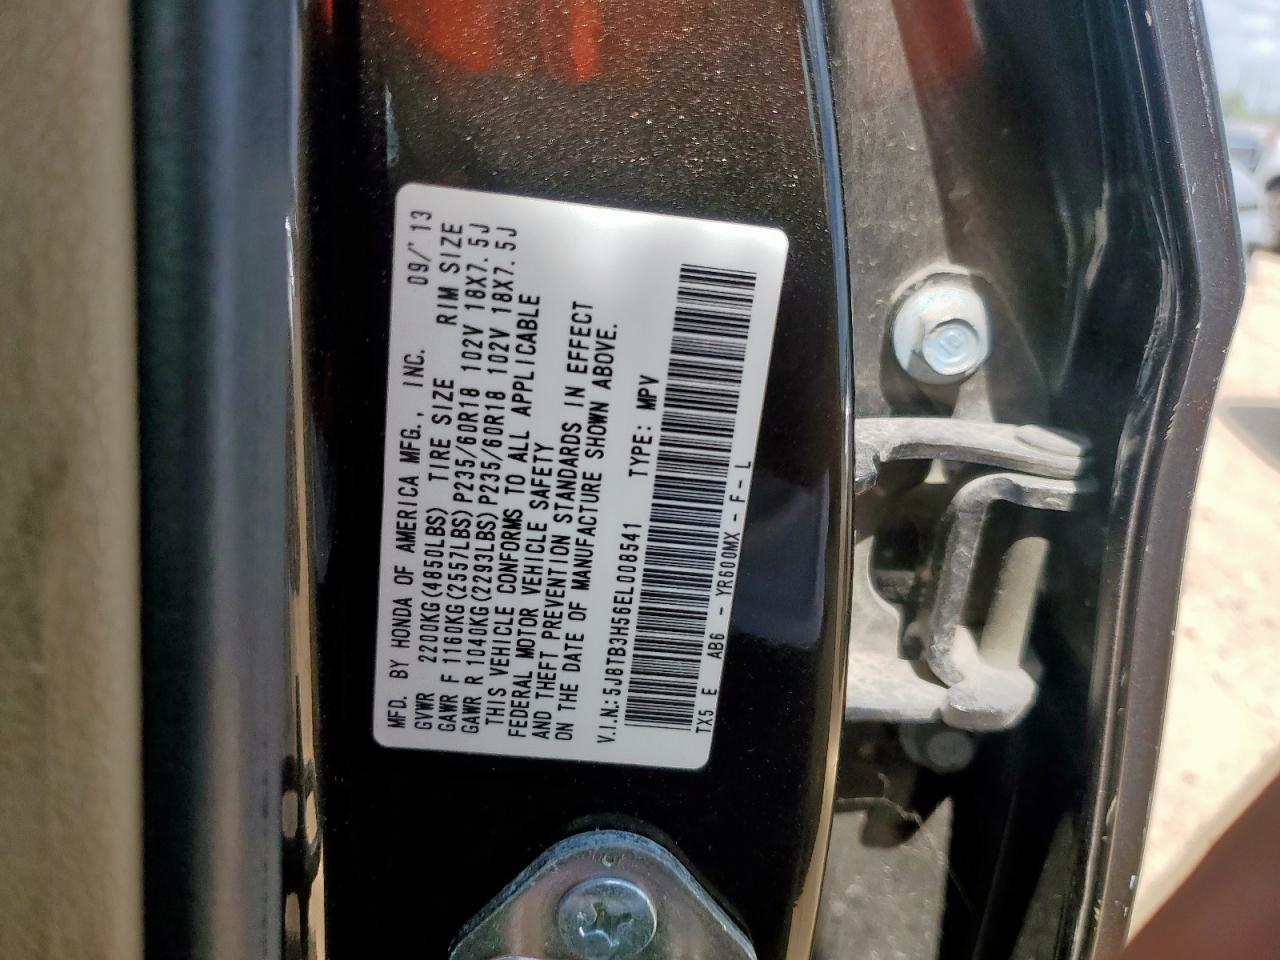 MFD. BY HONDA OF AMERICA MFG., INC. 09/'13
GVWR 2200KG(4850LBS) TIRE SIZE RIM SIZE
GAWR F 1160KG(2557LBS) P235/60R18 102V 18X7.5J
GAWR R 1040KG(2293LBS) P235/60R18 102V 18X7.5J
THIS VEHICLE CONFORMS TO ALL APPLICABLE
FEDERAL MOTOR VEHICLE SAFETY
AND THEFT PREVENTION STANDARDS IN EFFECT
ON THE DATE OF MANUFACTURE SHOWN ABOVE.
V.I.N.:5J8TB3H56EL008541 TYPE: MPV
TX5 E AB6 - YR600MX - F - L